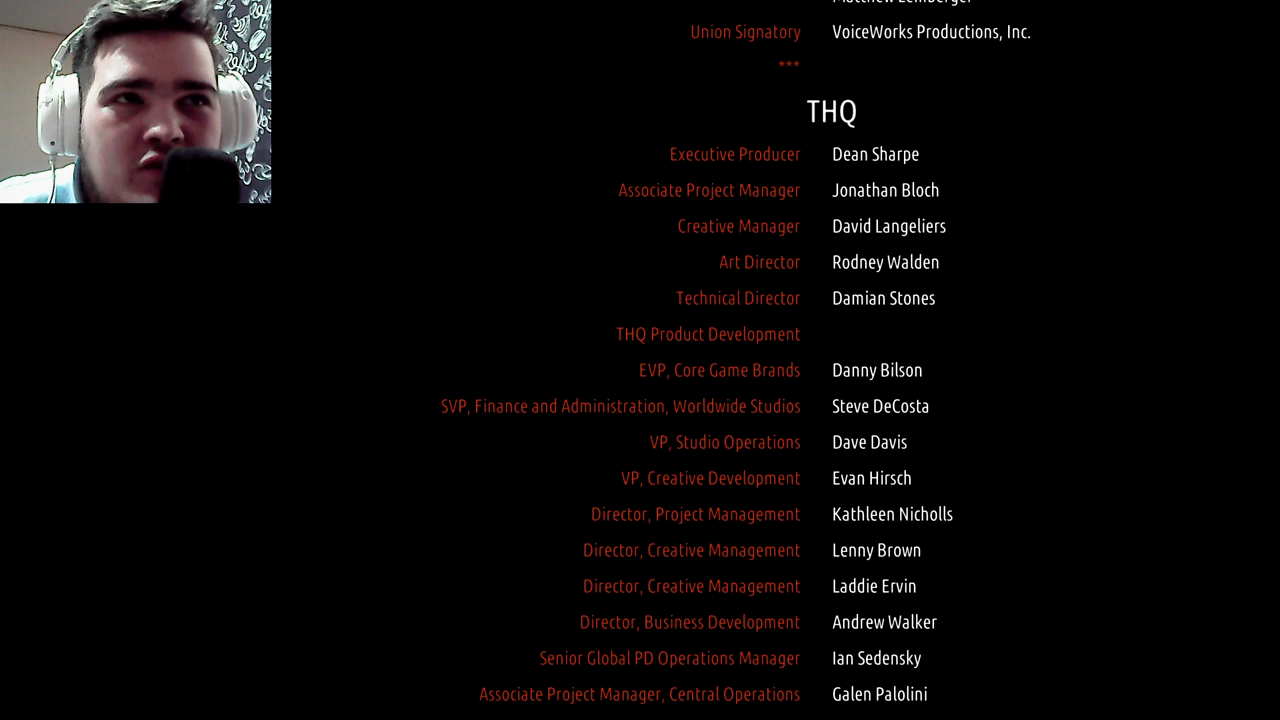 Union Signatory VoiceWorks Productions, Inc.
***
THQ
Executive Producer Dean Sharpe
Associate Project Manager Jonathan Bloch
Creative Manager David Langeliers
Art Director Rodney Walden
Technical Director Damian Stones
THQ Product Development
EVP, Core Game Brands Danny Bilson
SVP, Finance and Administration, Worldwide Studios Steve DeCosta
VP, Studio Operations Dave Davis
VP, Creative Development Evan Hirsch
Director, Project Management Kathleen Nicholls
Director, Creative Management Lenny Brown
Director, Creative Management Laddie Ervin
Director, Business Development Andrew Walker
Senior Global PD Operations Manager Ian Sedensky
Associate Project Manager, Central Operations Galen Palolini